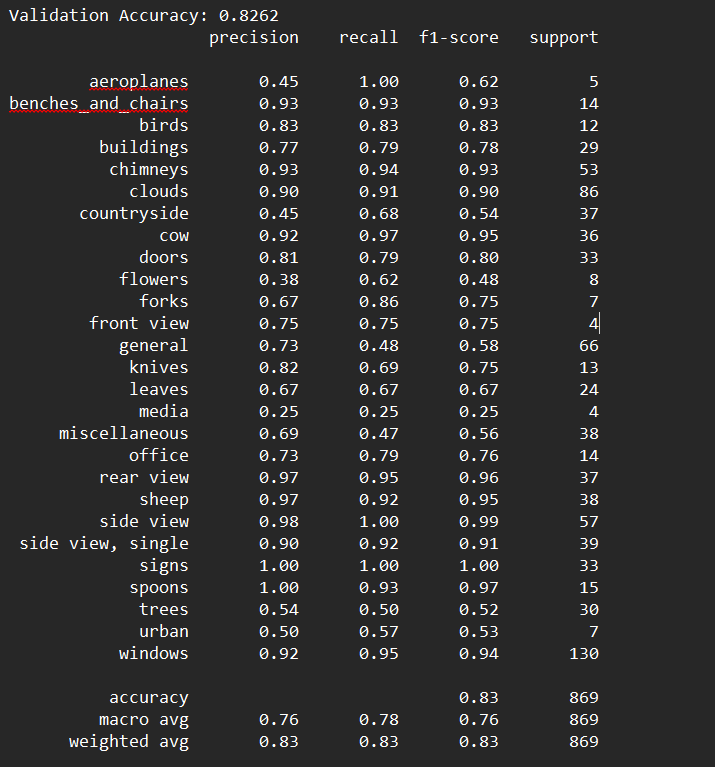 Validation Accuracy: 0.8262
precision recall f1-score support
aeroplanes 0.45 1.00 0.62 5
benches_and_chairs 0.93 0.93 0.93 14
birds 0.83 0.83 0.83 12
buildings 0.77 0.79 0.78 29
chimneys 0.93 0.94 0.93 53
clouds 0.90 0.91 0.90 86
countryside 0.45 0.68 0.54 37
cow 0.92 0.97 0.95 36
doors 0.81 0.79 0.80 33
flowers 0.38 0.62 0.48 8
forks 0.67 0.86 0.75 7
front view 0.75 0.75 0.75 4
general 0.73 0.48 0.58 66
knives 0.82 0.69 0.75 13
leaves 0.67 0.67 0.67 24
media 0.25 0.25 0.25 4
miscellaneous 0.69 0.47 0.56 38
office 0.73 0.79 0.76 14
rear view 0.97 0.95 0.96 37
sheep 0.97 0.92 0.95 38
side view 0.98 1.00 0.99 57
side view, single 0.90 0.92 0.91 39
signs 1.00 1.00 1.00 33
spoons 1.00 0.93 0.97 15
trees 0.54 0.50 0.52 30
urban 0.50 0.57 0.53 7
windows 0.92 0.95 0.94 130
accuracy 0.83 869
macro avg 0.76 0.78 0.76 869
weighted avg 0.83 0.83 0.83 869